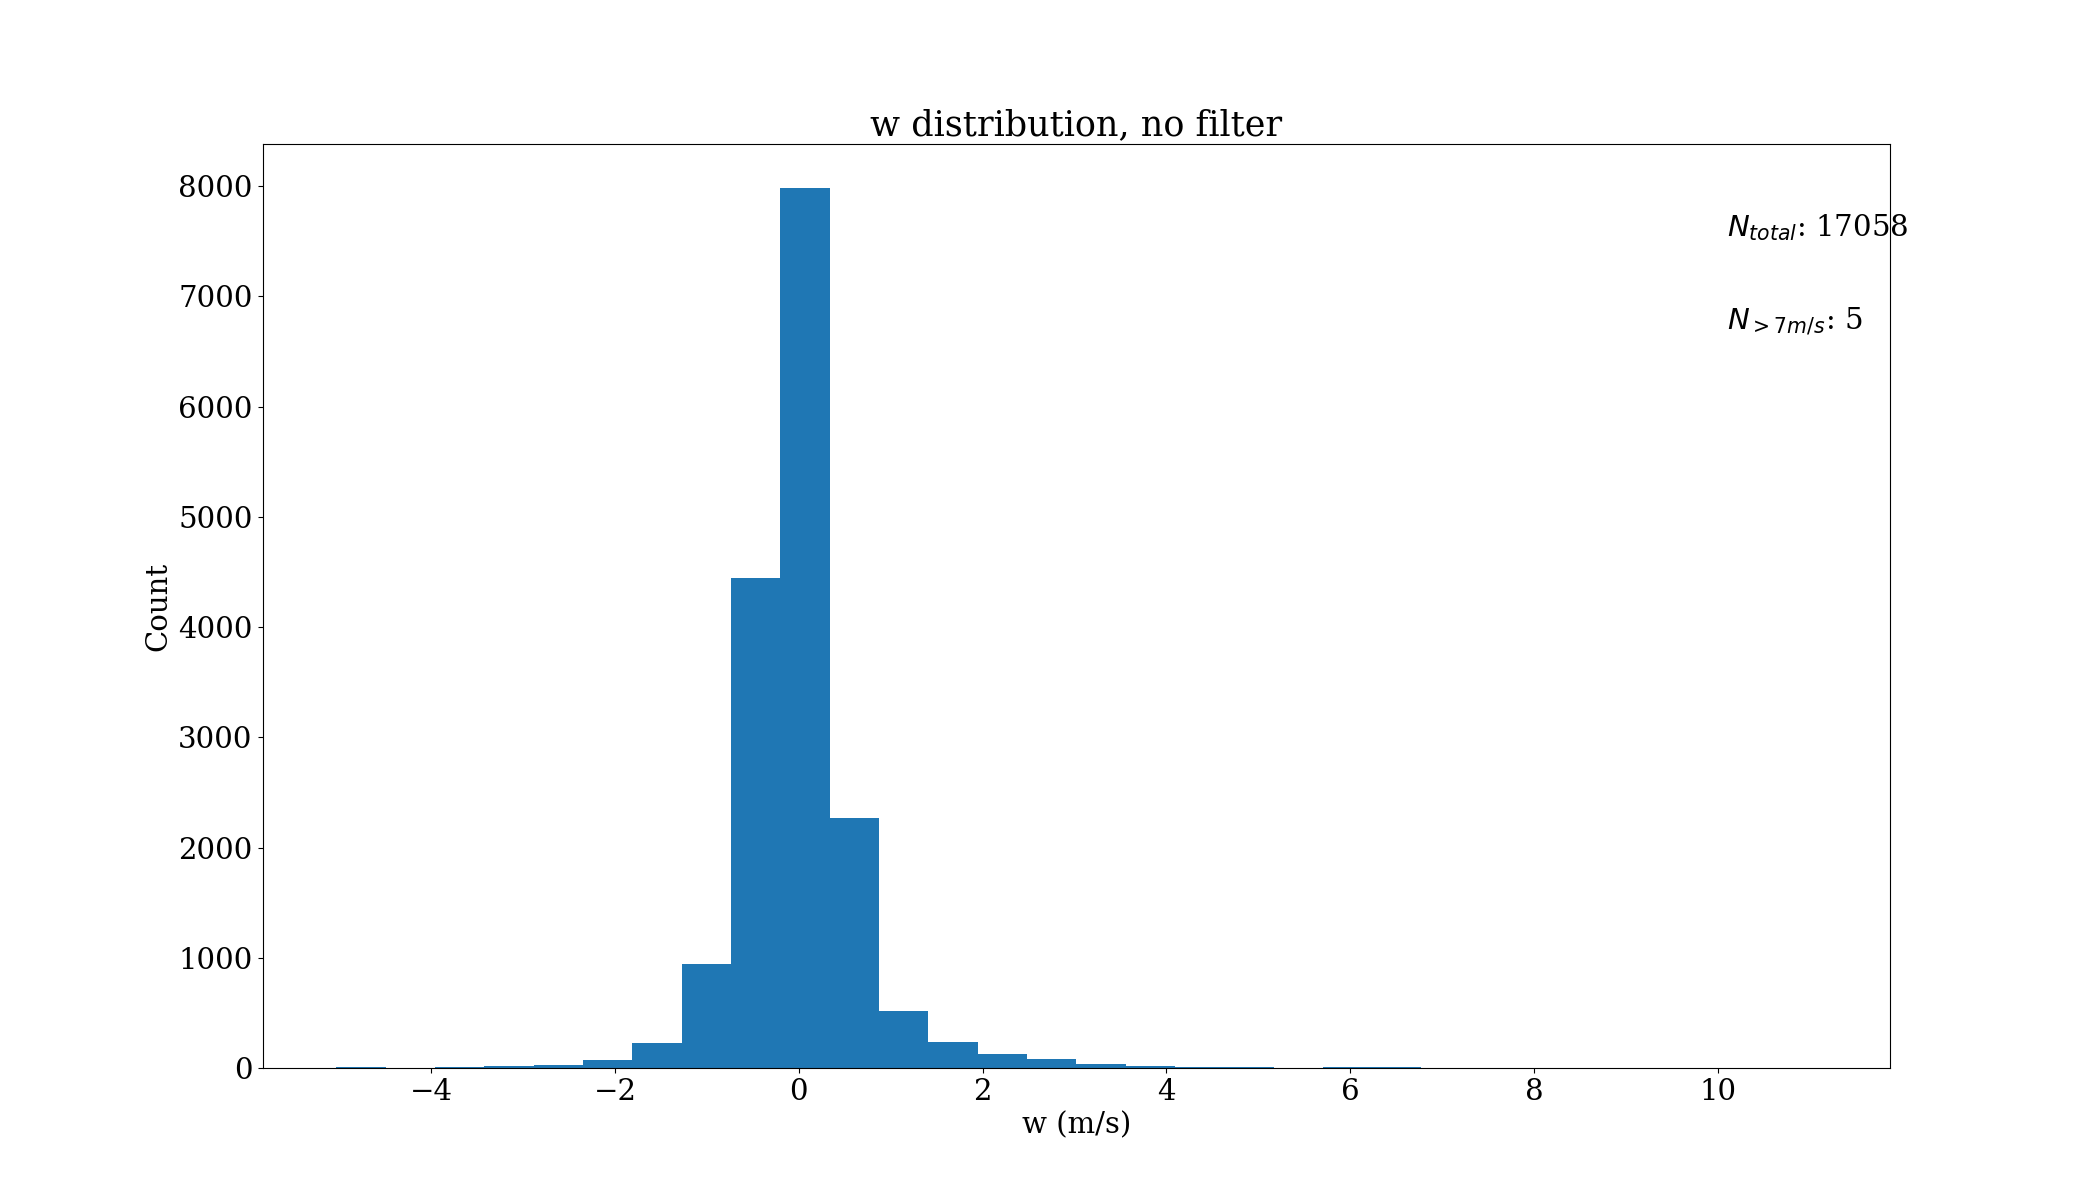 w distribution, no filter
8000
7000
6000
5000
4000
3000
2000
1000
0
Count
N_total: 17058
N_>7m/s: 5
−4 −2 0 2 4 6 8 10
w (m/s)